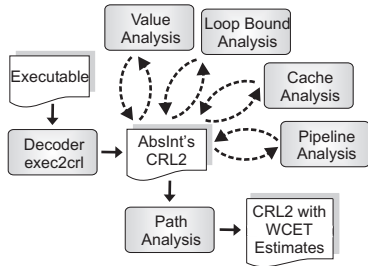 Value
Analysis
Loop Bound
Analysis
Executable
Cache
Analysis
Decoder
exec2crl
AbsInt's
CRL2
Pipeline
Analysis
Path
Analysis
CRL2 with
WCET
Estimates